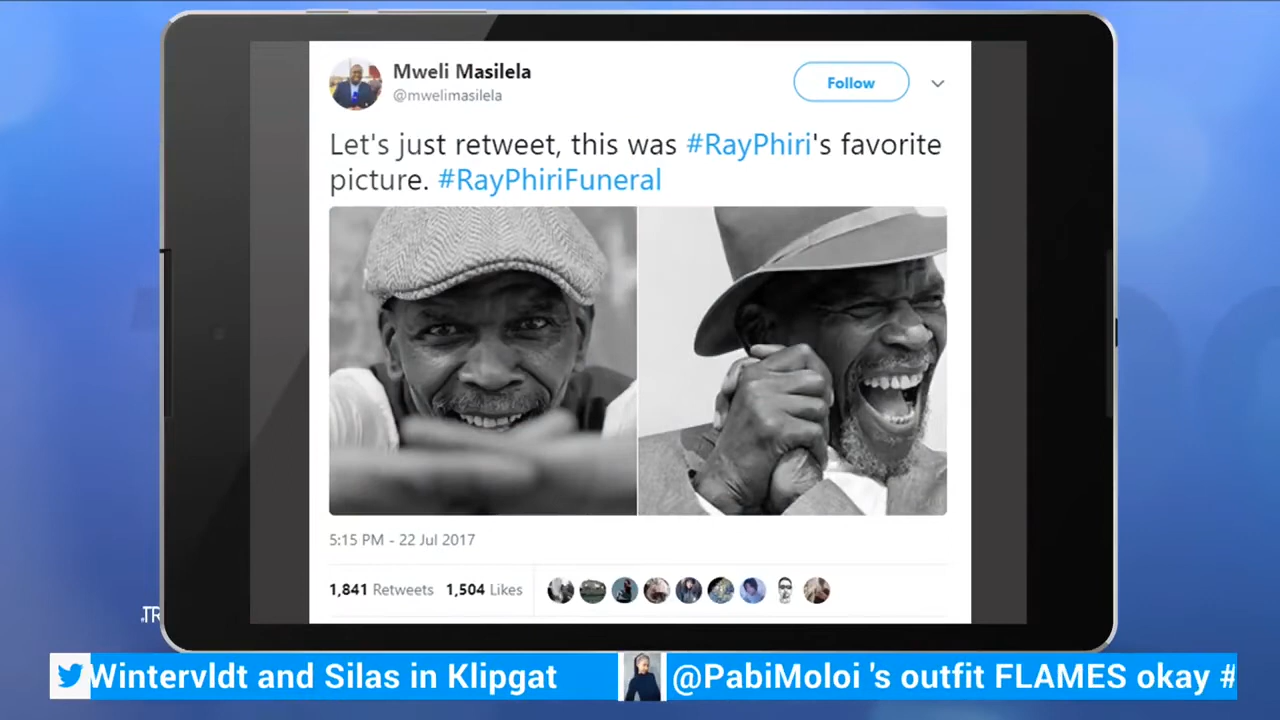 Mweli Masilela
@mwelimasilela
Follow
Let's just retweet, this was #RayPhiri's favorite
picture. #RayPhiriFuneral
5:15 PM - 22 Jul 2017
1,841 Retweets 1,504 Likes
.TR
Wintervldt and Silas in Klipgat
@PabiMoloi 's outfit FLAMES okay #